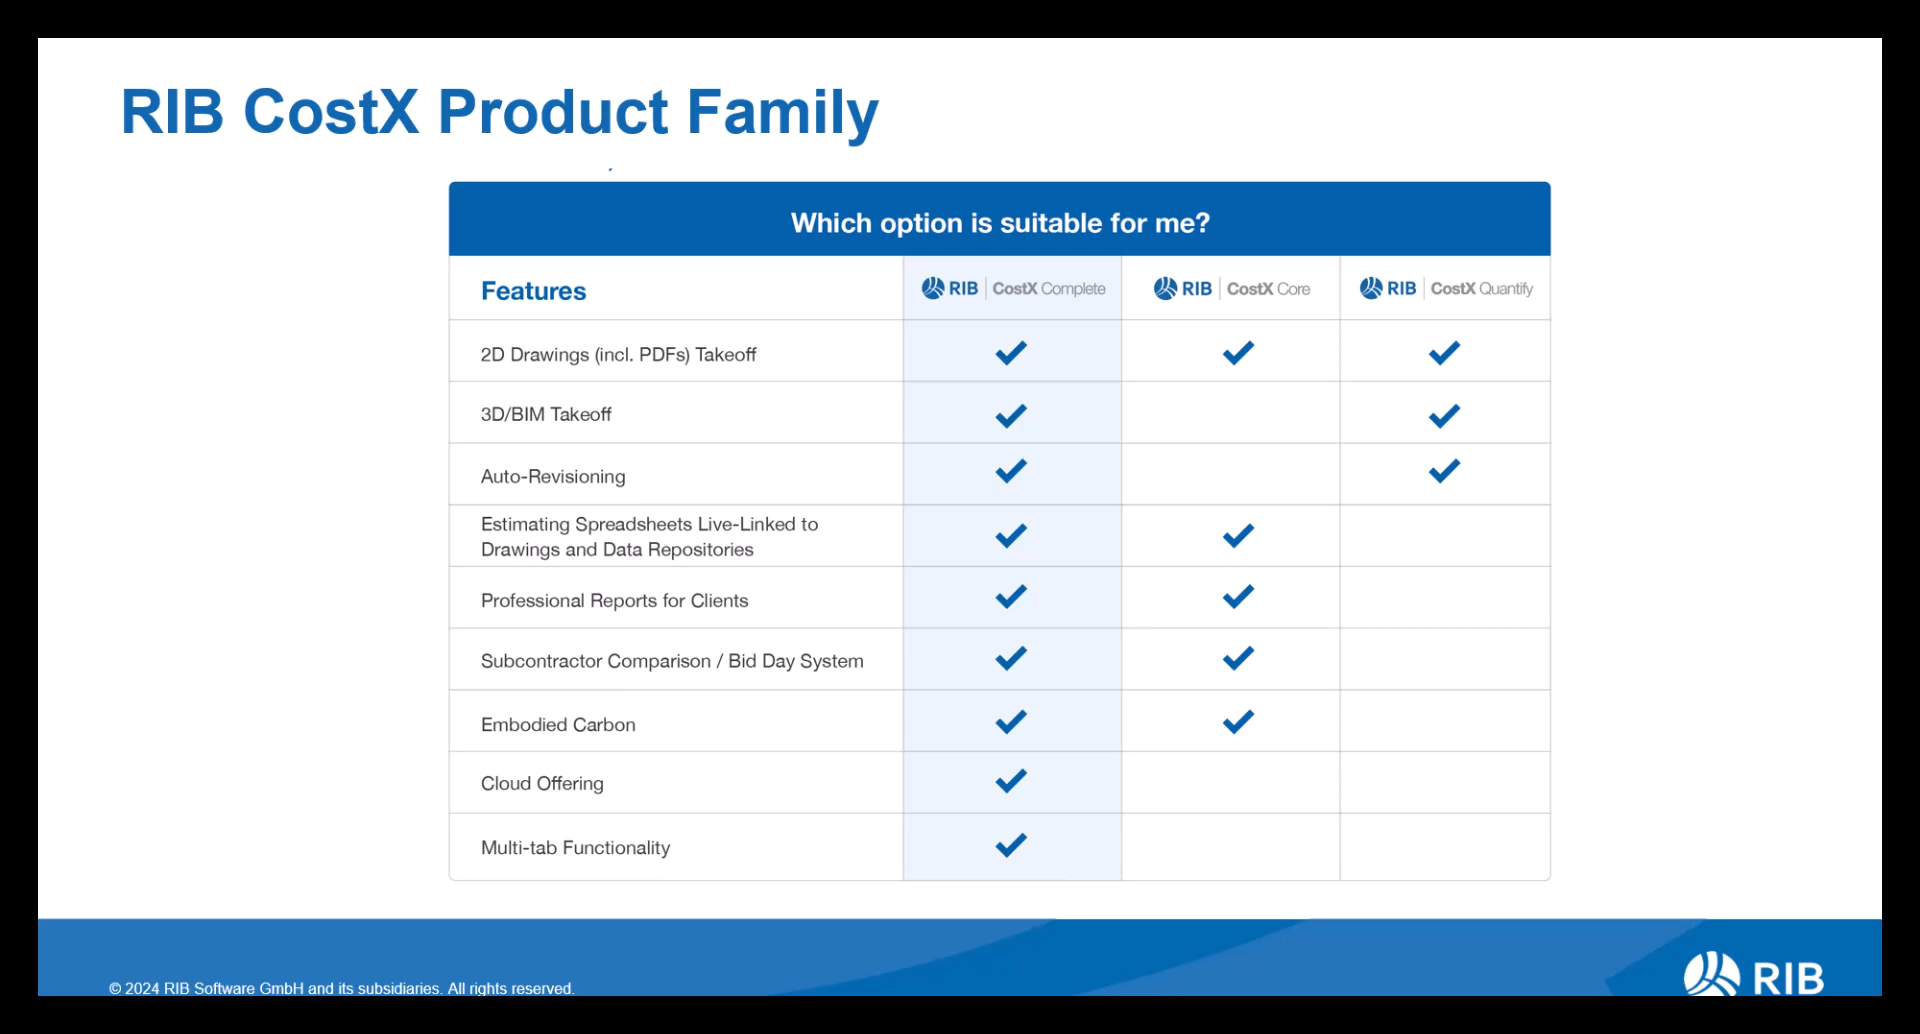 RIB CostX Product Family
Which option is suitable for me?
Features
RIB CostX Complete
RIB CostX Core
RIB CostX Quantify
2D Drawings (incl. PDFs) Takeoff
3D/BIM Takeoff
Auto-Revisioning
Estimating Spreadsheets Live-Linked to
Drawings and Data Repositories
Professional Reports for Clients
Subcontractor Comparison / Bid Day System
Embodied Carbon
Cloud Offering
Multi-tab Functionality
© 2024 RIB Software GmbH and its subsidiaries. All rights reserved.
RIB